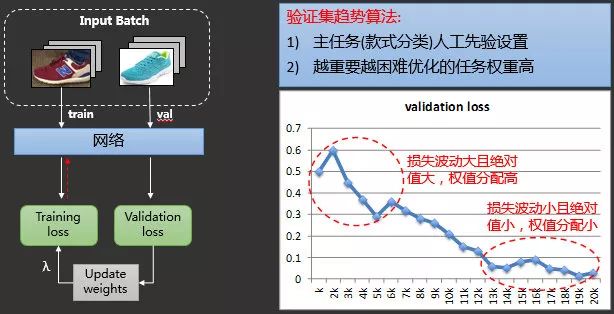 Input Batch
train
val
网络
Training
loss
Validation
loss
λ
Update
weights
验证集趋势算法:
1) 主任务(款式分类)人工先验设置
2) 越重要越困难优化的任务权重高
validation loss
0.7
0.6
0.5
0.4
0.3
0.2
0.1
0
损失波动大且绝对
值大，权值分配高
损失波动小且绝对
值小，权值分配小
k 2k 3k 4k 5k 6k 7k 8k 9k 10k 11k 12k 13k 14k 15k 16k 17k 18k 19k 20k